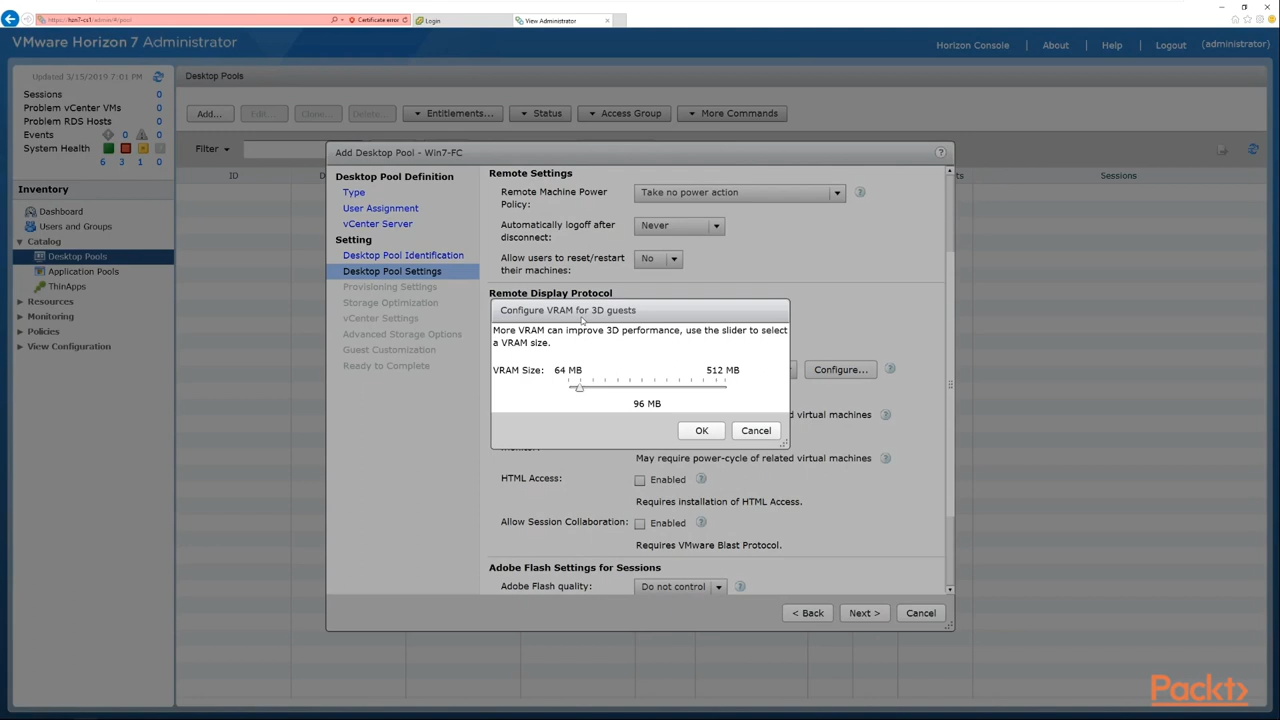 https://hzn7-cs1/admin/#/pool
Certificate error
Login
View Administrator
VMware Horizon 7 Administrator
Horizon Console
About
Help
Logout
(administrator)
Updated 3/15/2019 7:01 PM
Sessions 0
Problem vCenter VMs 0
Problem RDS Hosts 0
Events 0 0
System Health
6 3 1 0
Inventory
Dashboard
Users and Groups
Catalog
Desktop Pools
Application Pools
ThinApps
Resources
Monitoring
Policies
View Configuration
Desktop Pools
Add...
Edit...
Clone...
Delete...
Entitlements...
Status
Access Group
More Commands
Filter
ID
Sessions
Add Desktop Pool - Win7-FC
Desktop Pool Definition
Type
User Assignment
vCenter Server
Setting
Desktop Pool Identification
Desktop Pool Settings
Provisioning Settings
Storage Optimization
vCenter Settings
Advanced Storage Options
Guest Customization
Ready to Complete
Remote Settings
Remote Machine Power
Policy:
Take no power action
Automatically logoff after
disconnect:
Never
Allow users to reset/restart
their machines:
No
Remote Display Protocol
Configure VRAM for 3D guests
More VRAM can improve 3D performance, use the slider to select
a VRAM size.
VRAM Size: 64 MB 512 MB
96 MB
OK
Cancel
Configure...
virtual machines
May require power-cycle of related virtual machines
HTML Access:
Enabled
Requires installation of HTML Access.
Allow Session Collaboration:
Enabled
Requires VMware Blast Protocol.
Adobe Flash Settings for Sessions
Adobe Flash quality:
Do not control
< Back
Next >
Cancel
Packt>